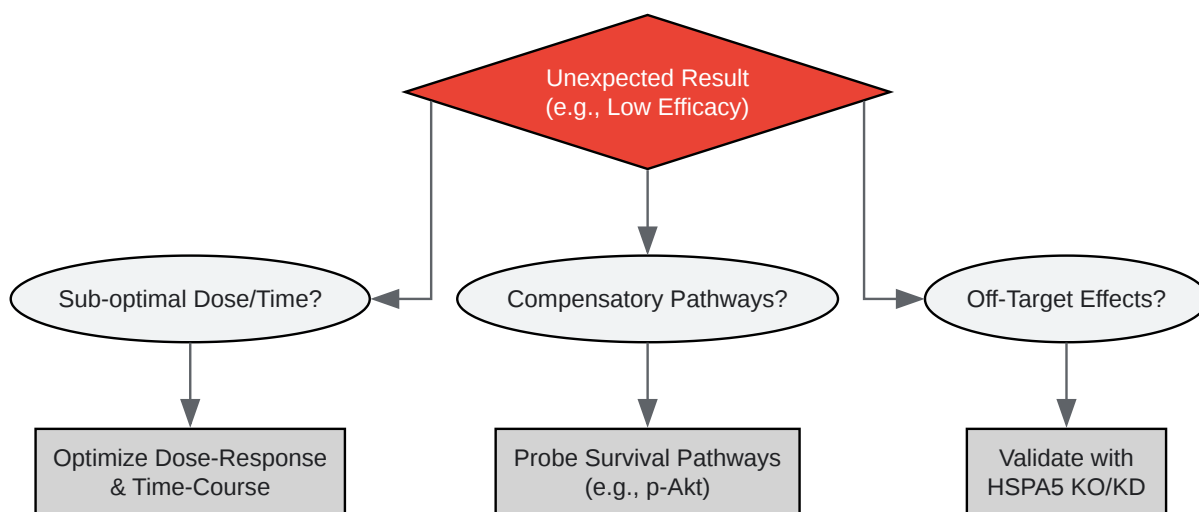 Unexpected Result
(e.g., Low Efficacy)
Sub-optimal Dose/Time?
Compensatory Pathways?
Off-Target Effects?
Optimize Dose-Response
& Time-Course
Probe Survival Pathways
(e.g., p-Akt)
Validate with
HSPA5 KO/KD